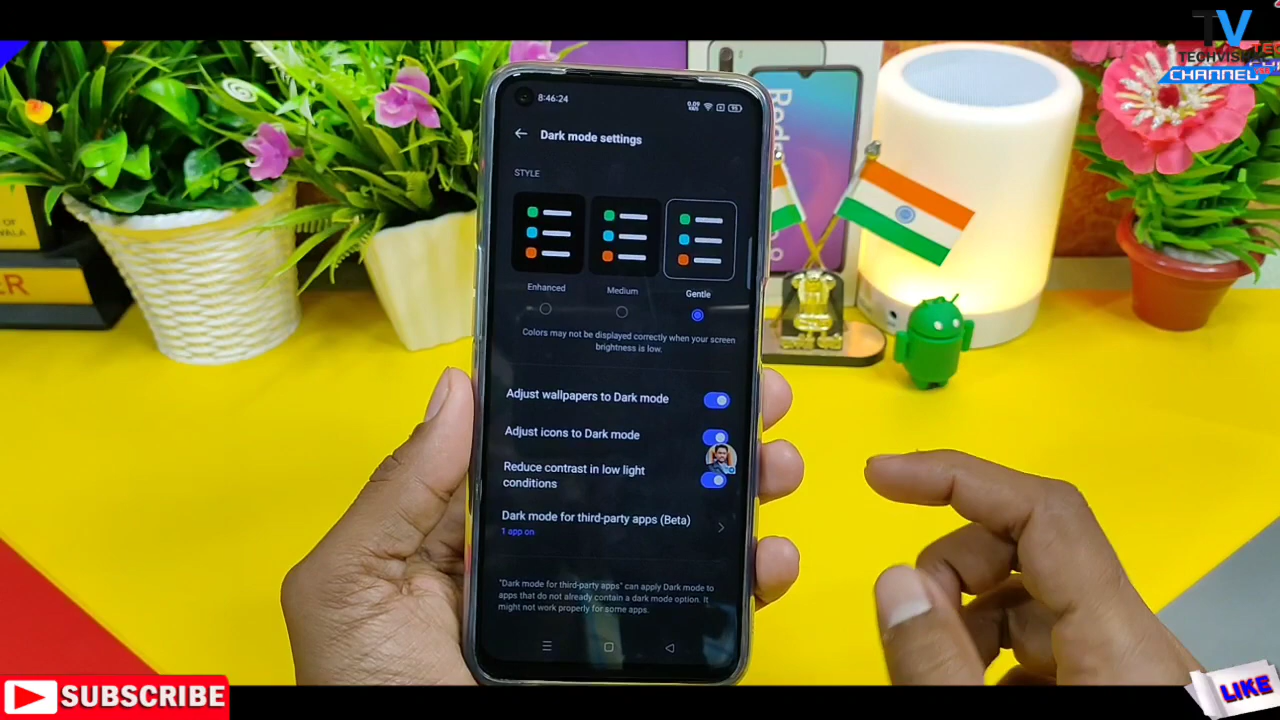 TV
CHANNEL
8:46:24
0.09
Dark mode settings
STYLE
Enhanced
Medium
Gentle
Colors may not be displayed correctly when your screen
brightness is low.
Adjust wallpapers to Dark mode
Adjust icons to Dark mode
Reduce contrast in low light
conditions
Dark mode for third-party apps (Beta)
1 app on
"Dark mode for third-party apps" can apply Dark mode to
apps that do not already contain a dark mode option. It
might not work properly for some apps.
SUBSCRIBE
LIKE